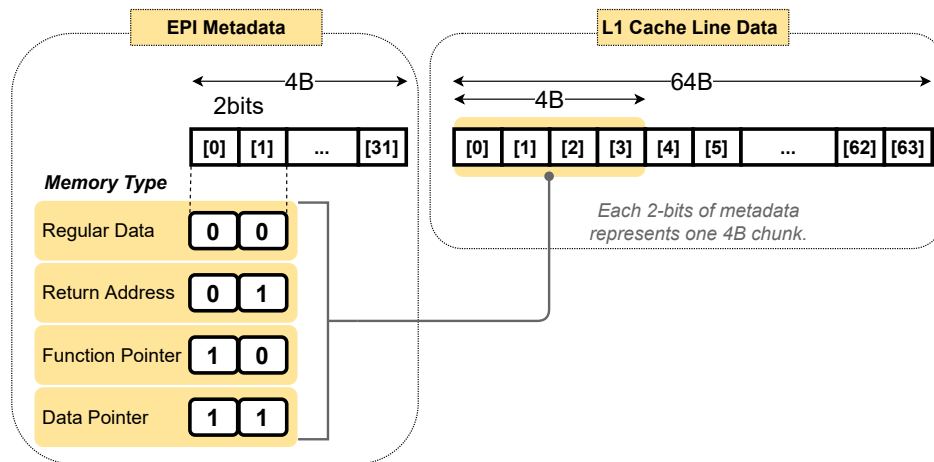 EPI Metadata
4B
2bits
[0] [1] ... [31]
Memory Type
Regular Data 0 0
Return Address 0 1
Function Pointer 1 0
Data Pointer 1 1
L1 Cache Line Data
64B
4B
[0] [1] [2] [3] [4] [5] ... [62] [63]
Each 2-bits of metadata
represents one 4B chunk.